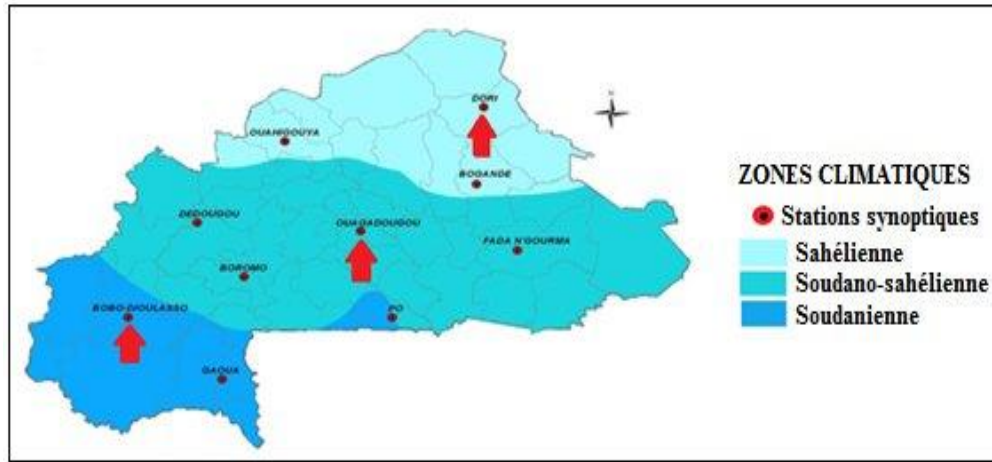 DORI
OUAHIGOUYA
BOGANDE
DEDOUGOU
OUAGADOUGOU
FADA N'GOURMA
BOROMO
BOBO-DIOULASSO
PO
GAOUA
N
ZONES CLIMATIQUES
Stations synoptiques
Sahélienne
Soudano-sahélienne
Soudanienne